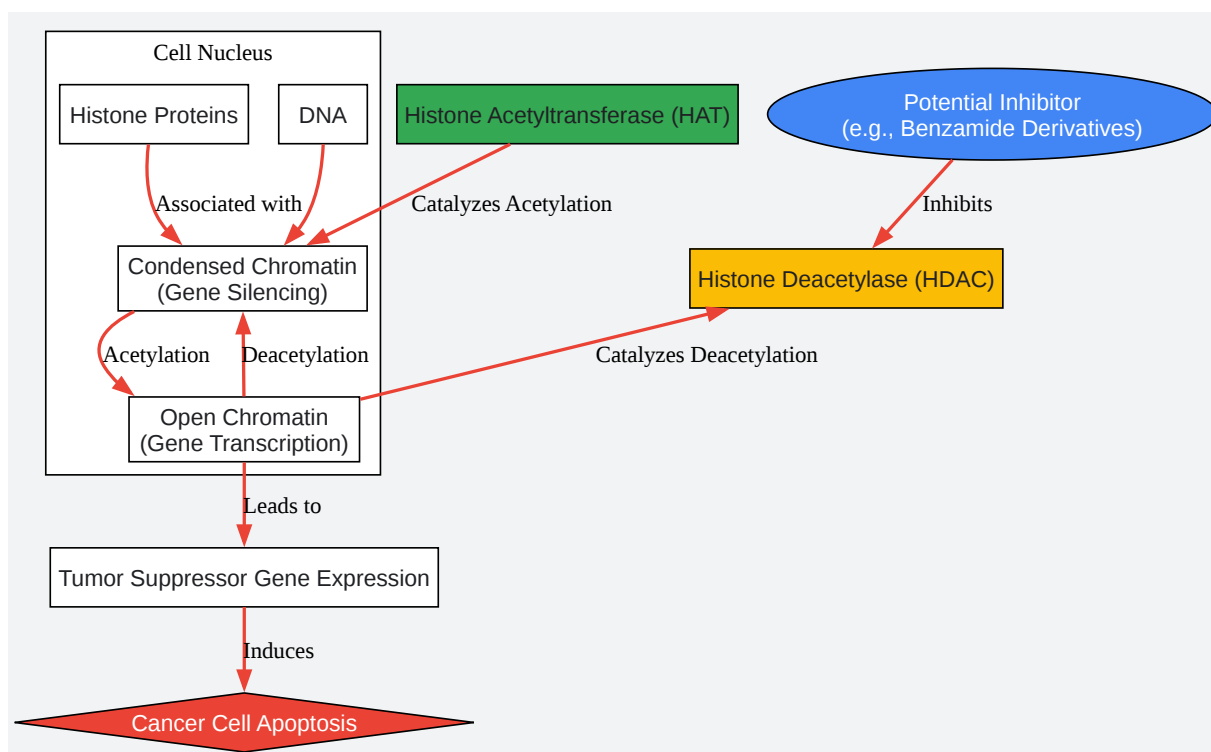 Cell Nucleus
Histone Proteins
DNA
Histone Acetyltransferase (HAT)
Potential Inhibitor
(e.g., Benzamide Derivatives)
Associated with
Catalyzes Acetylation
Inhibits
Condensed Chromatin
(Gene Silencing)
Histone Deacetylase (HDAC)
Acetylation
Deacetylation
Catalyzes Deacetylation
Open Chromatin
(Gene Transcription)
Leads to
Tumor Suppressor Gene Expression
Induces
Cancer Cell Apoptosis